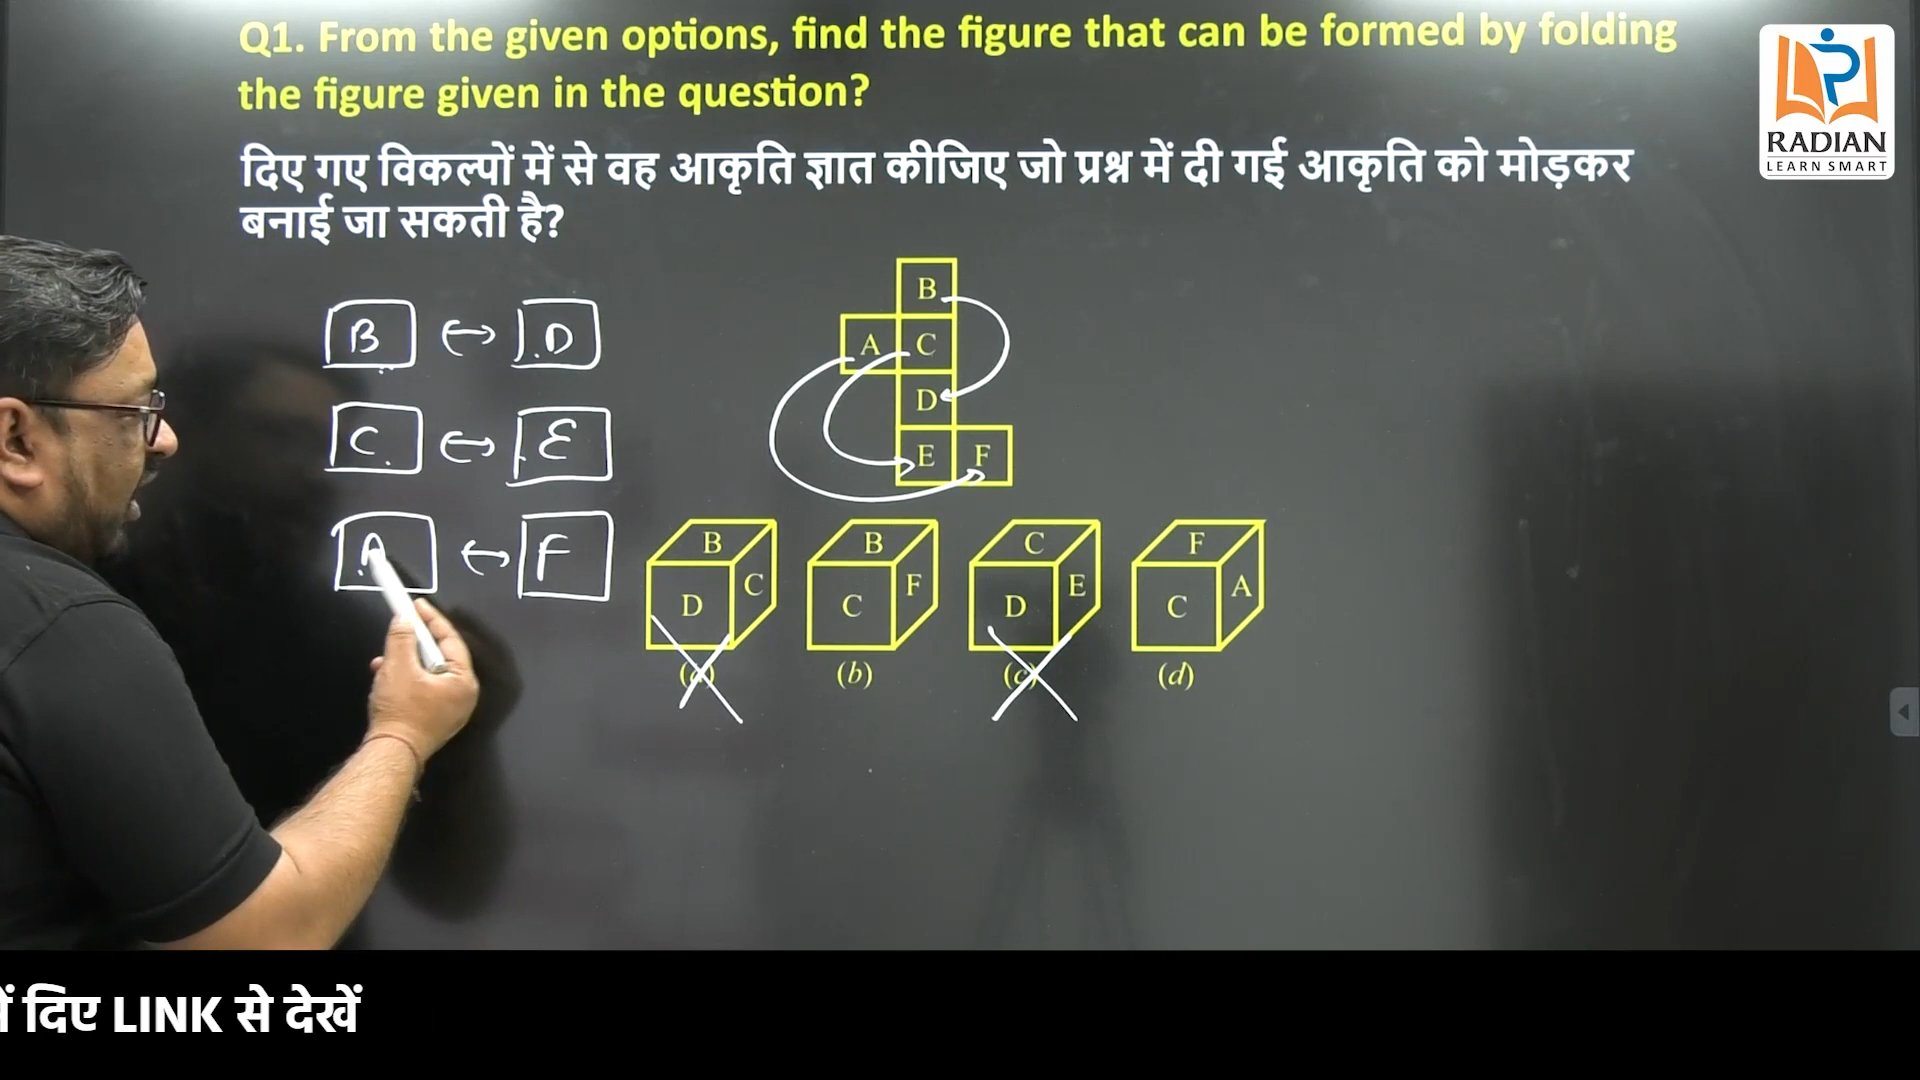 Q1. From the given options, find the figure that can be formed by folding
the figure given in the question?
RADIAN
LEARN SMART
दिए गए विकल्पों में से वह आकृति ज्ञात कीजिए जो प्रश्न में दी गई आकृति को मोड़कर
बनाई जा सकती है?
B
A C
D
E F
B ↔ D
C ↔ E
A ↔ F
B C D
B F C
C E D
F A C
(a) (b) (c) (d)
दिए LINK से देखें